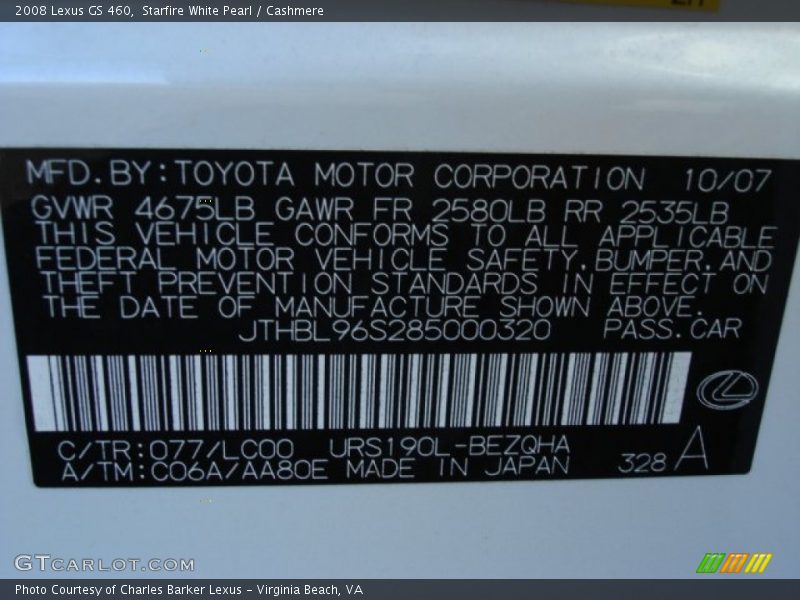 2008 Lexus GS 460, Starfire White Pearl / Cashmere
MFD.BY:TOYOTA MOTOR CORPORATION 10/07
GVWR 4675LB GAWR FR 2580LB RR 2535LB
THIS VEHICLE CONFORMS TO ALL APPLICABLE
FEDERAL MOTOR VEHICLE SAFETY,BUMPER,AND
THEFT PREVENTION STANDARDS IN EFFECT ON
THE DATE OF MANUFACTURE SHOWN ABOVE.
JTHBL96S285000320 PASS.CAR
C/TR:077/LC00 URS190L-BEZQHA
A/TM:C06A/AA80E MADE IN JAPAN 328 A
GTCARLOT.COM
Photo Courtesy of Charles Barker Lexus - Virginia Beach, VA